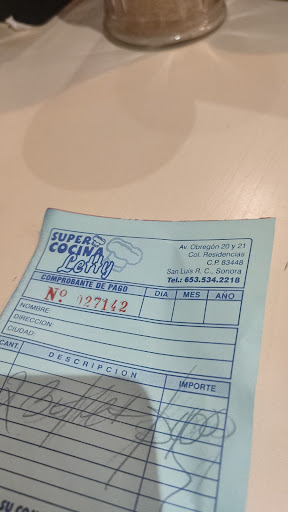 SUPER
COCINA
Letty
Av. Obregón 20 y 21
Col. Residencias
C.P. 83448
San Luis R. C., Sonora
Tel.: 653.534.2218
COMPROBANTE DE PAGO
DIA MES AÑO
Nº 027142
NOMBRE:
DIRECCION:
CIUDAD:
CANT. DESCRIPCION IMPORTE